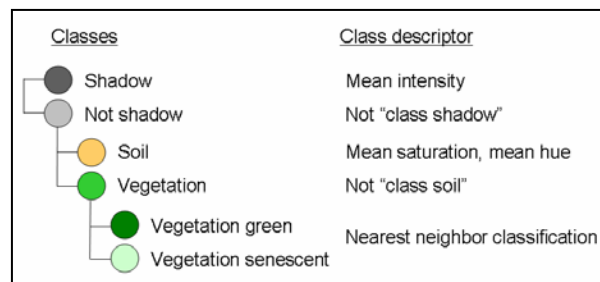 Classes Class descriptor
Shadow Mean intensity
Not shadow Not “class shadow”
Soil Mean saturation, mean hue
Vegetation Not “class soil”
Vegetation green
Nearest neighbor classification
Vegetation senescent